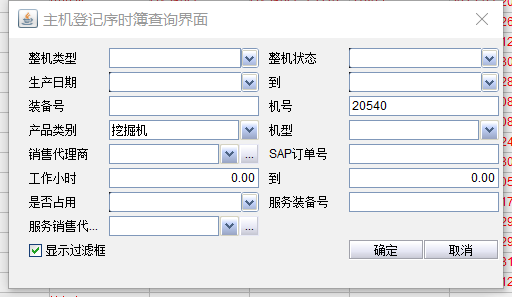 主机登记序时簿查询界面
整机类型 整机状态
生产日期 到
装备号 机号 20540
产品类别 挖掘机 机型
销售代理商 ... SAP订单号
工作小时 0.00 到 0.00
是否占用 服务装备号
服务销售代... ...
显示过滤框 确定 取消